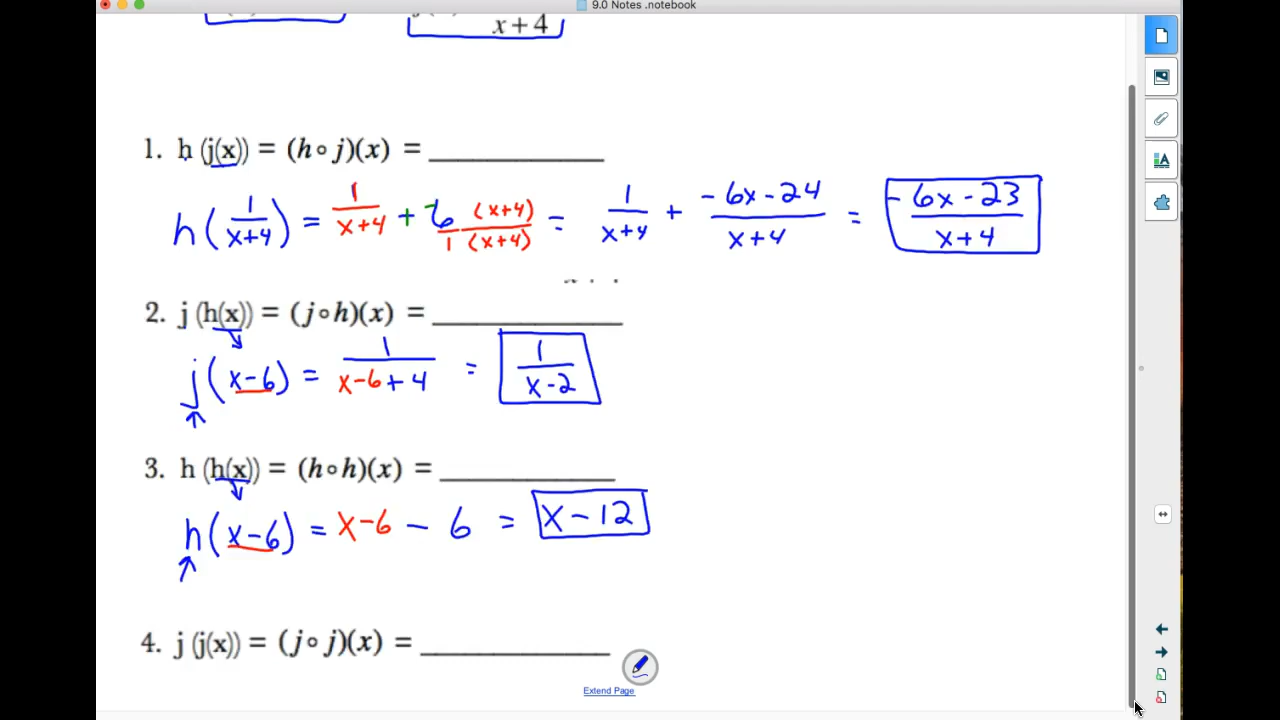 9.0 Notes .notebook
x + 4
1. h (j(x)) = (h ∘ j)(x) = ____________
h ( 1/(x+4) ) = 1/(x+4) + -6/1 (x+4)/(x+4) = 1/(x+4) + (-6x-24)/(x+4) = (-6x-23)/(x+4)
2. j (h(x)) = (j ∘ h)(x) = ____________
j (x-6) = 1/(x-6+4) = 1/(x-2)
3. h (h(x)) = (h ∘ h)(x) = ____________
h (x-6) = x-6 - 6 = x-12
4. j (j(x)) = (j ∘ j)(x) = ____________
Extend Page